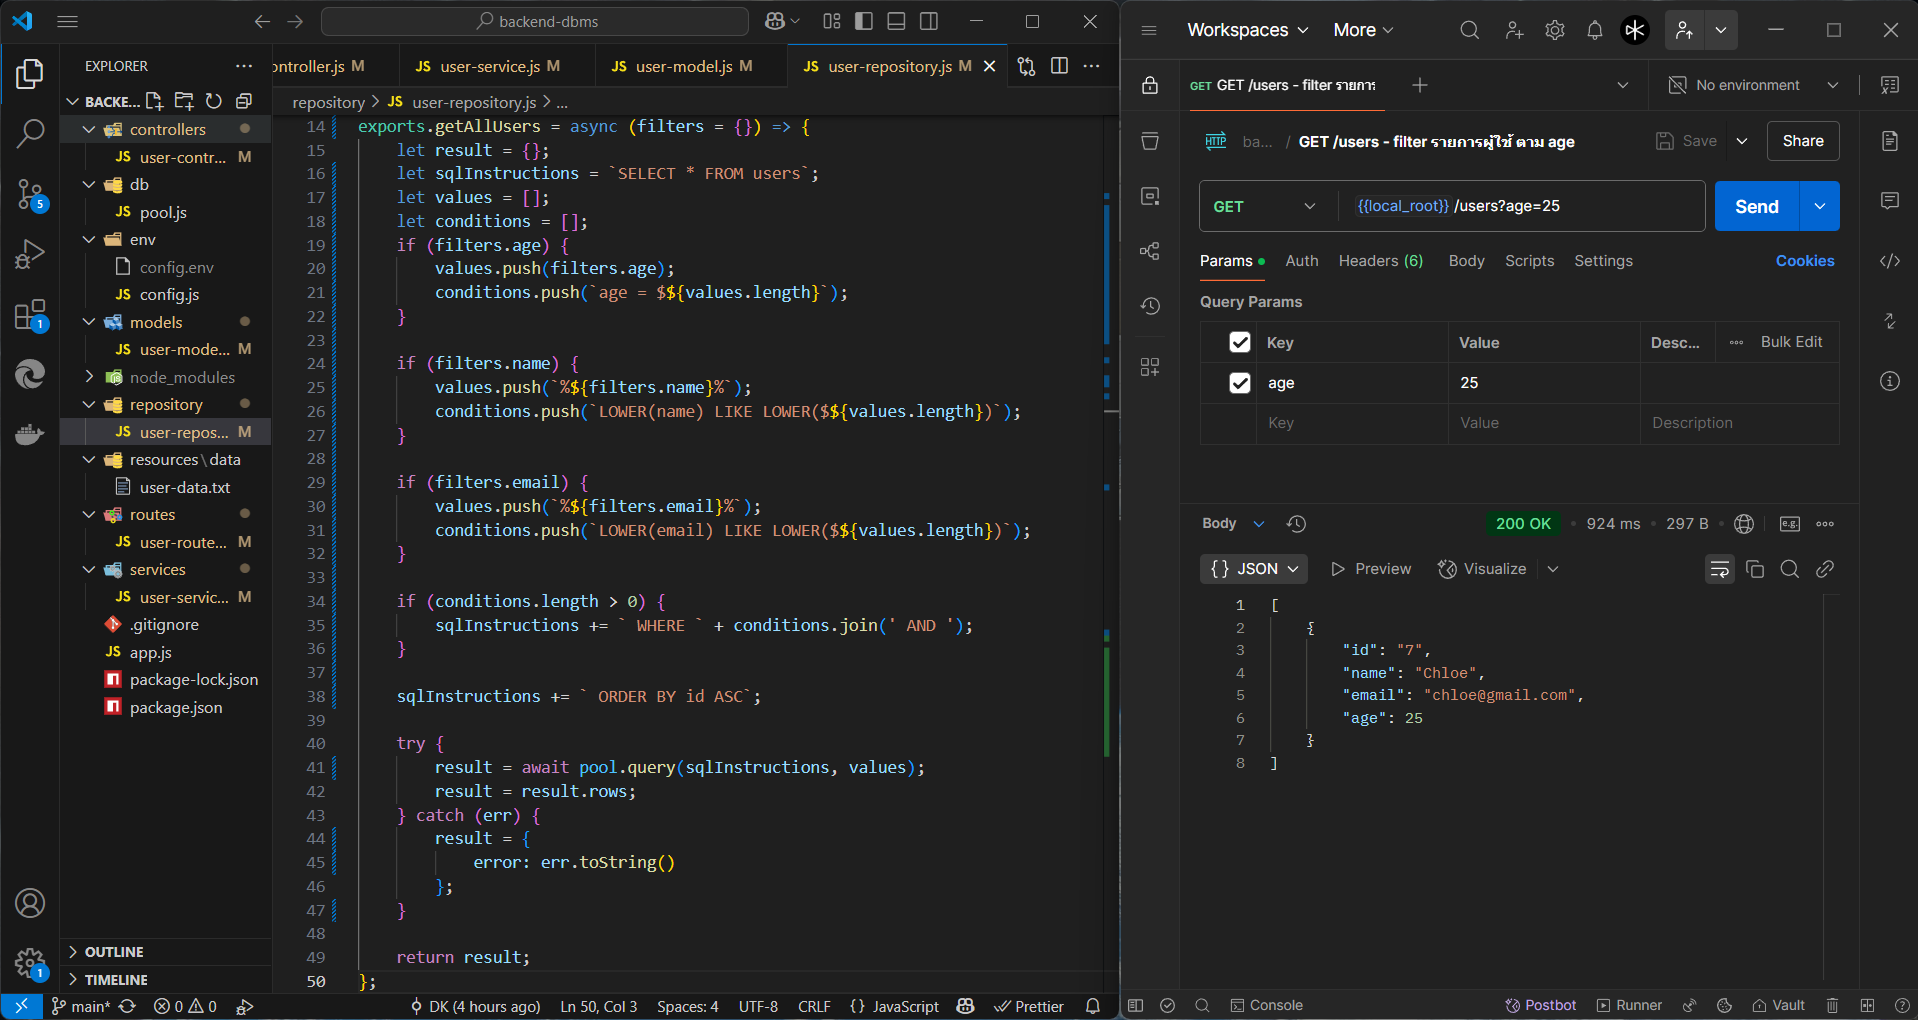 backend-dbms
EXPLORER
BACKE...
controllers
JS user-contr... M
db
JS pool.js
env
config.env
JS config.js
models
JS user-mode... M
node_modules
repository
JS user-repos... M
resources\data
user-data.txt
routes
JS user-route... M
services
JS user-servic... M
.gitignore
JS app.js
package-lock.json
package.json
OUTLINE
TIMELINE
5
1
1
ontroller.js M
JS user-service.js M
JS user-model.js M
JS user-repository.js M
repository > JS user-repository.js > ...
14 exports.getAllUsers = async (filters = {}) => {
15 let result = {};
16 let sqlInstructions = `SELECT * FROM users`;
17 let values = [];
18 let conditions = [];
19 if (filters.age) {
20 values.push(filters.age);
21 conditions.push(`age = $${values.length}`);
22 }
23
24 if (filters.name) {
25 values.push(`%${filters.name}%`);
26 conditions.push(`LOWER(name) LIKE LOWER($${values.length})`);
27 }
28
29 if (filters.email) {
30 values.push(`%${filters.email}%`);
31 conditions.push(`LOWER(email) LIKE LOWER($${values.length})`);
32 }
33
34 if (conditions.length > 0) {
35 sqlInstructions += ` WHERE ` + conditions.join(' AND ');
36 }
37
38 sqlInstructions += ` ORDER BY id ASC`;
39
40 try {
41 result = await pool.query(sqlInstructions, values);
42 result = result.rows;
43 } catch (err) {
44 result = {
45 error: err.toString()
46 };
47 }
48
49 return result;
50 };
main* 0 0 DK (4 hours ago) Ln 50, Col 3 Spaces: 4 UTF-8 CRLF {} JavaScript Prettier
Workspaces More
GET GET /users - filter รายการ
No environment
HTTP ba... / GET /users - filter รายการผู้ใช้ ตาม age Save Share
GET {{local_root}} /users?age=25 Send
Params Auth Headers (6) Body Scripts Settings Cookies
Query Params
Key Value Desc... Bulk Edit
age 25
Key Value Description
Body 200 OK 924 ms 297 B e.g.
{} JSON Preview Visualize
1 [
2 {
3 "id": "7",
4 "name": "Chloe",
5 "email": "chloe@gmail.com",
6 "age": 25
7 }
8 ]
Console Postbot Runner Vault